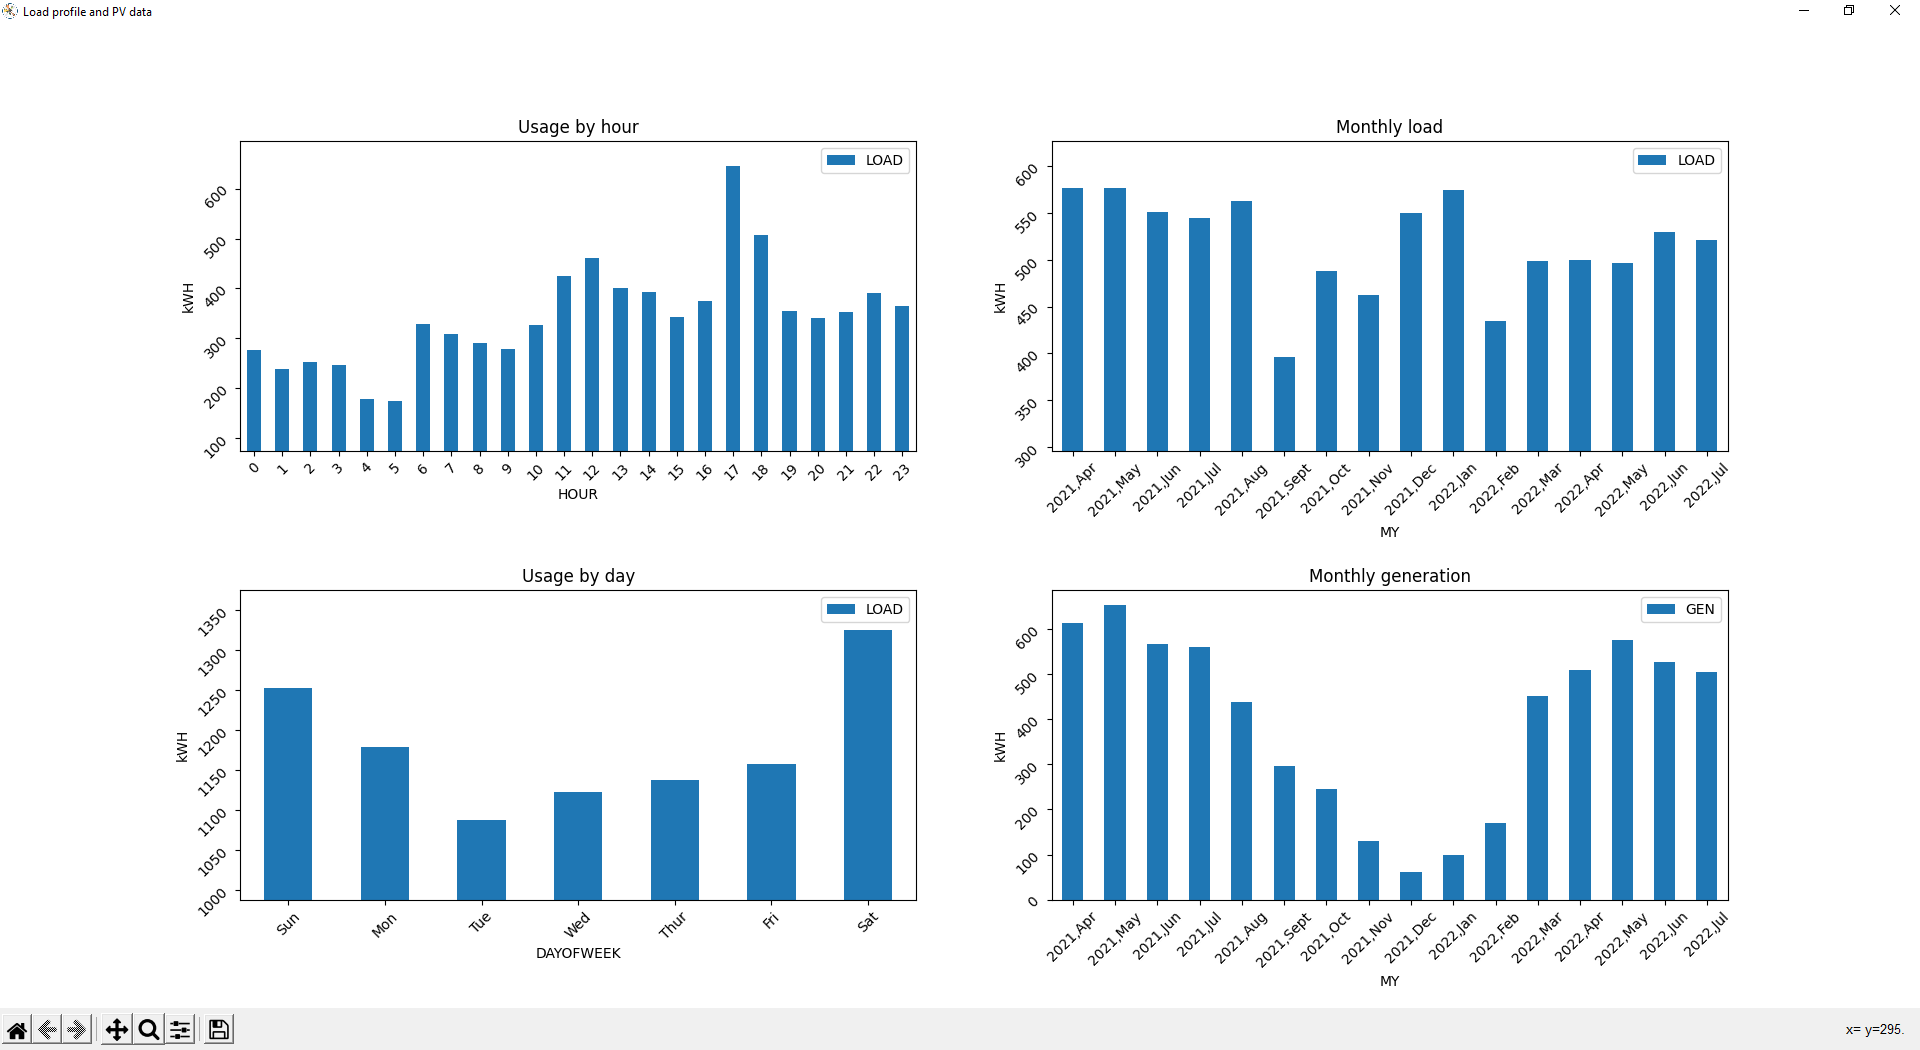 Load profile and PV data
Usage by hour
LOAD
kWH
600
500
400
300
200
100
0 1 2 3 4 5 6 7 8 9 10 11 12 13 14 15 16 17 18 19 20 21 22 23
HOUR
Monthly load
LOAD
kWH
600
550
500
450
400
350
300
2021,Apr 2021,May 2021,Jun 2021,Jul 2021,Aug 2021,Sept 2021,Oct 2021,Nov 2021,Dec 2022,Jan 2022,Feb 2022,Mar 2022,Apr 2022,May 2022,Jun 2022,Jul
MY
Usage by day
LOAD
kWH
1350
1300
1250
1200
1150
1100
1050
1000
Sun Mon Tue Wed Thur Fri Sat
DAYOFWEEK
Monthly generation
GEN
kWH
600
500
400
300
200
100
0
2021,Apr 2021,May 2021,Jun 2021,Jul 2021,Aug 2021,Sept 2021,Oct 2021,Nov 2021,Dec 2022,Jan 2022,Feb 2022,Mar 2022,Apr 2022,May 2022,Jun 2022,Jul
MY
x= y=295.